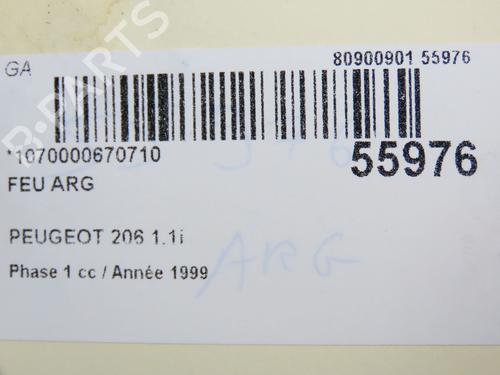 GA
80900901 55976
*1070000670710
55976
FEU ARG
PEUGEOT 206 1.1i
Phase 1 cc / Année 1999
ARG
B-PARTS